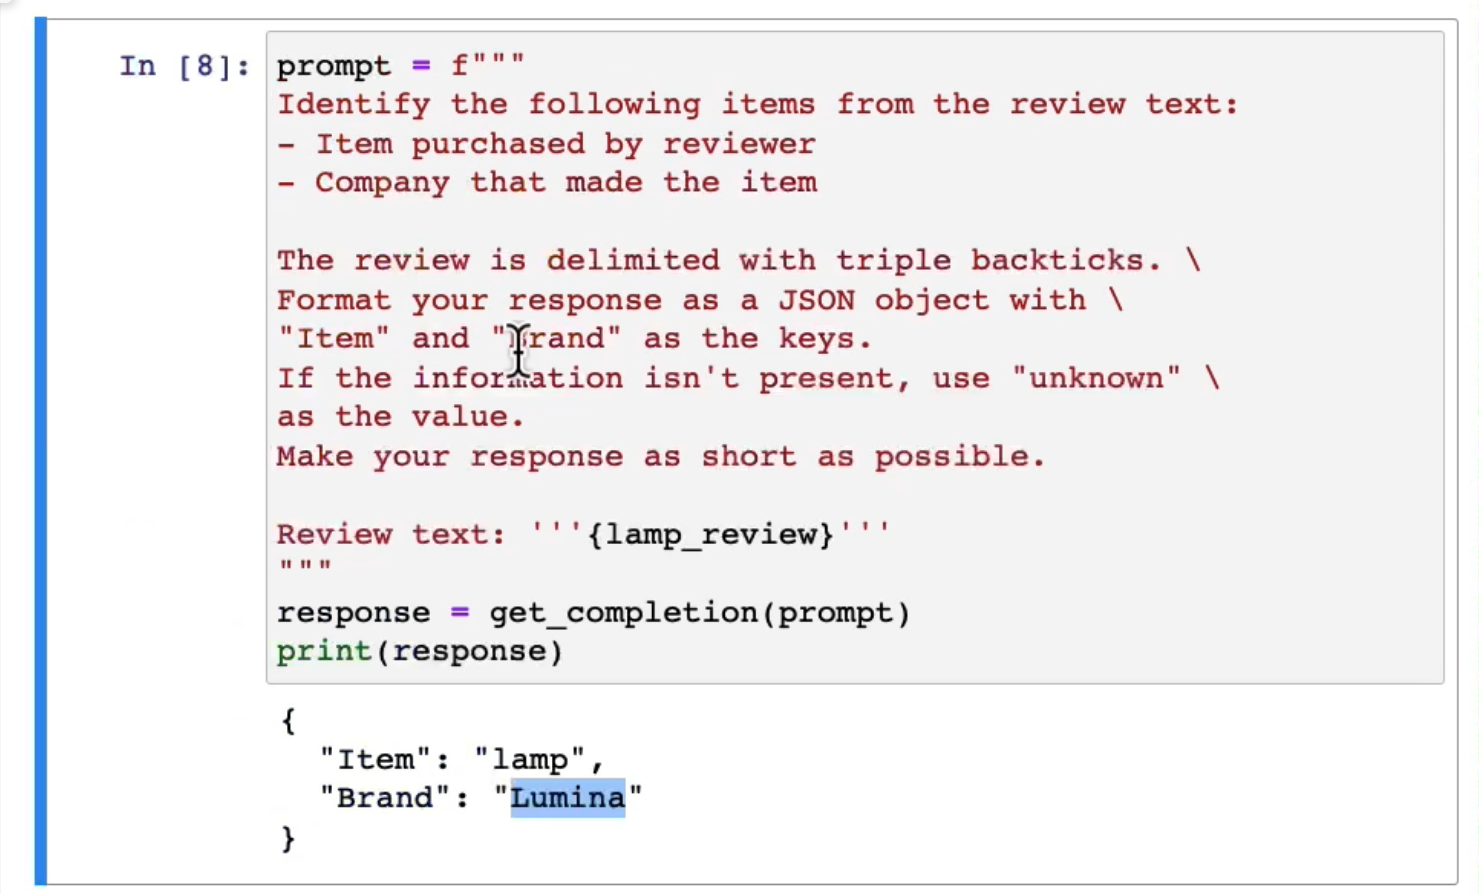 In [8]: prompt = f"""
Identify the following items from the review text:
- Item purchased by reviewer
- Company that made the item
The review is delimited with triple backticks. \
Format your response as a JSON object with \
"Item" and "Brand" as the keys.
If the information isn't present, use "unknown" \
as the value.
Make your response as short as possible.
Review text: '''{lamp_review}'''
"""
response = get_completion(prompt)
print(response)
{
"Item": "lamp",
"Brand": "Lumina"
}